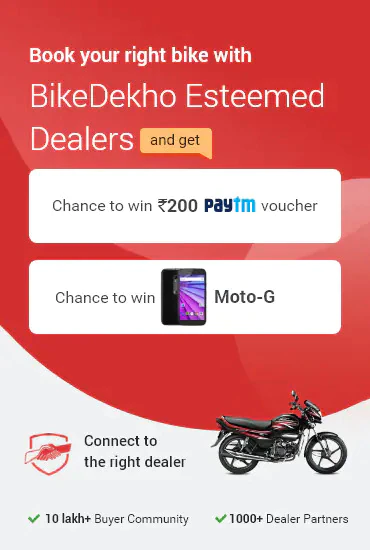 Book your right bike with
BikeDekho Esteemed
Dealers and get
Chance to win ₹200 paytm voucher
Chance to win Moto-G
Connect to
the right dealer
10 lakh+ Buyer Community 1000+ Dealer Partners